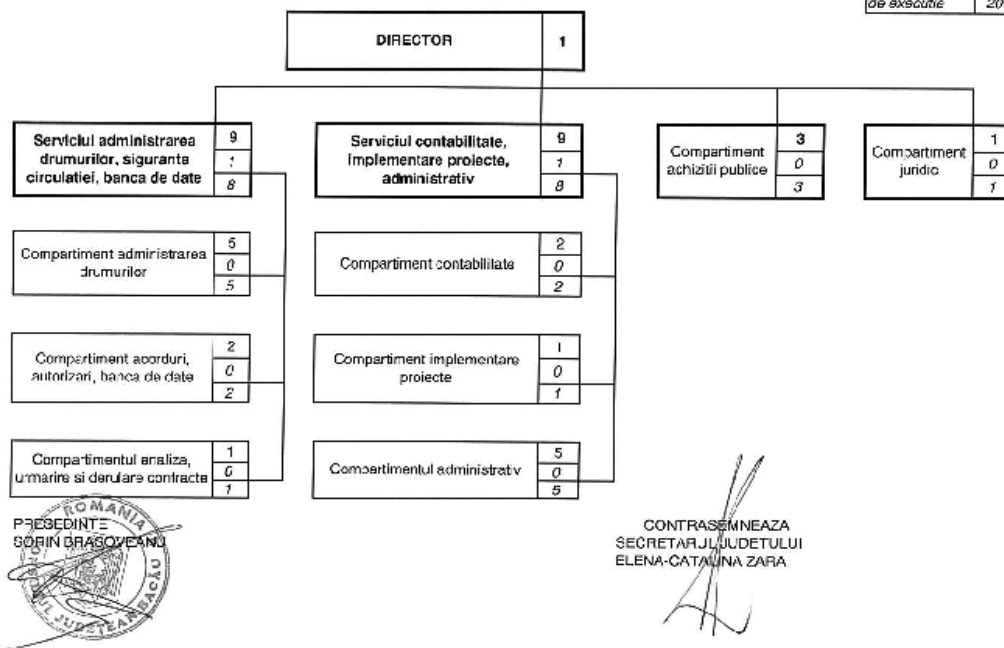 de executie 20
DIRECTOR 1
Serviciul administrarea
drumurilor, siguranta
circulatiei, banca de date
9
1
8
Serviciul contabilitate,
implementare proiecte,
administrativ
9
1
8
Compartiment
achizitii publice
3
0
3
Compartiment
juridic
1
0
1
Compartiment administrarea
drumurilor
5
0
5
Compartiment contabilitate
2
0
2
Compartiment acorduri,
autorizari, banca de date
2
0
2
Compartiment implementare
proiecte
1
0
1
Compartimentul analiza,
urmarire si derulare contracte
1
0
1
Compartimentul administrativ
5
0
5
PRESEDINTE
SORIN BRASOVEANU
ROMANIA
JUDEȚEAN BACĂU
CONTRASEMNEAZA
SECRETARUL JUDETULUI
ELENA-CATALINA ZARA